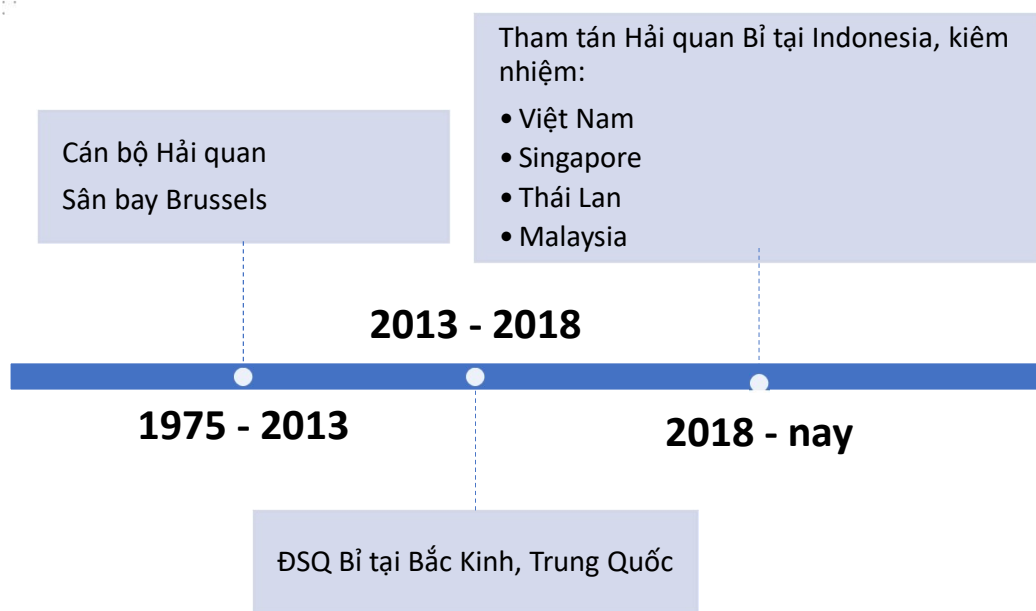 Tham tán Hải quan Bỉ tại Indonesia, kiêm
nhiệm:
• Việt Nam
• Singapore
• Thái Lan
• Malaysia
Cán bộ Hải quan
Sân bay Brussels
2013 - 2018
1975 - 2013
2018 - nay
ĐSQ Bỉ tại Bắc Kinh, Trung Quốc